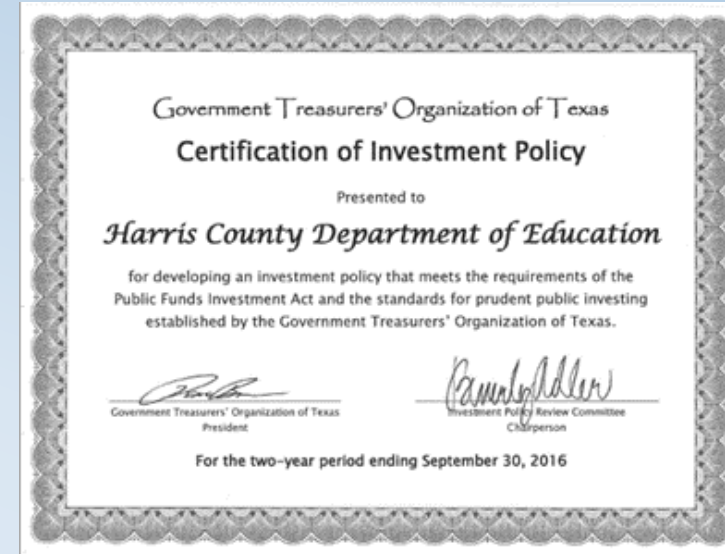 Government Treasurers' Organization of Texas
Certification of Investment Policy
Presented to
Harris County Department of Education
for developing an investment policy that meets the requirements of the
Public Funds Investment Act and the standards for prudent public investing
established by the Government Treasurers' Organization of Texas.
Beverly Adler
Government Treasurers' Organization of Texas
President
Investment Policy Review Committee
Chairperson
For the two-year period ending September 30, 2016